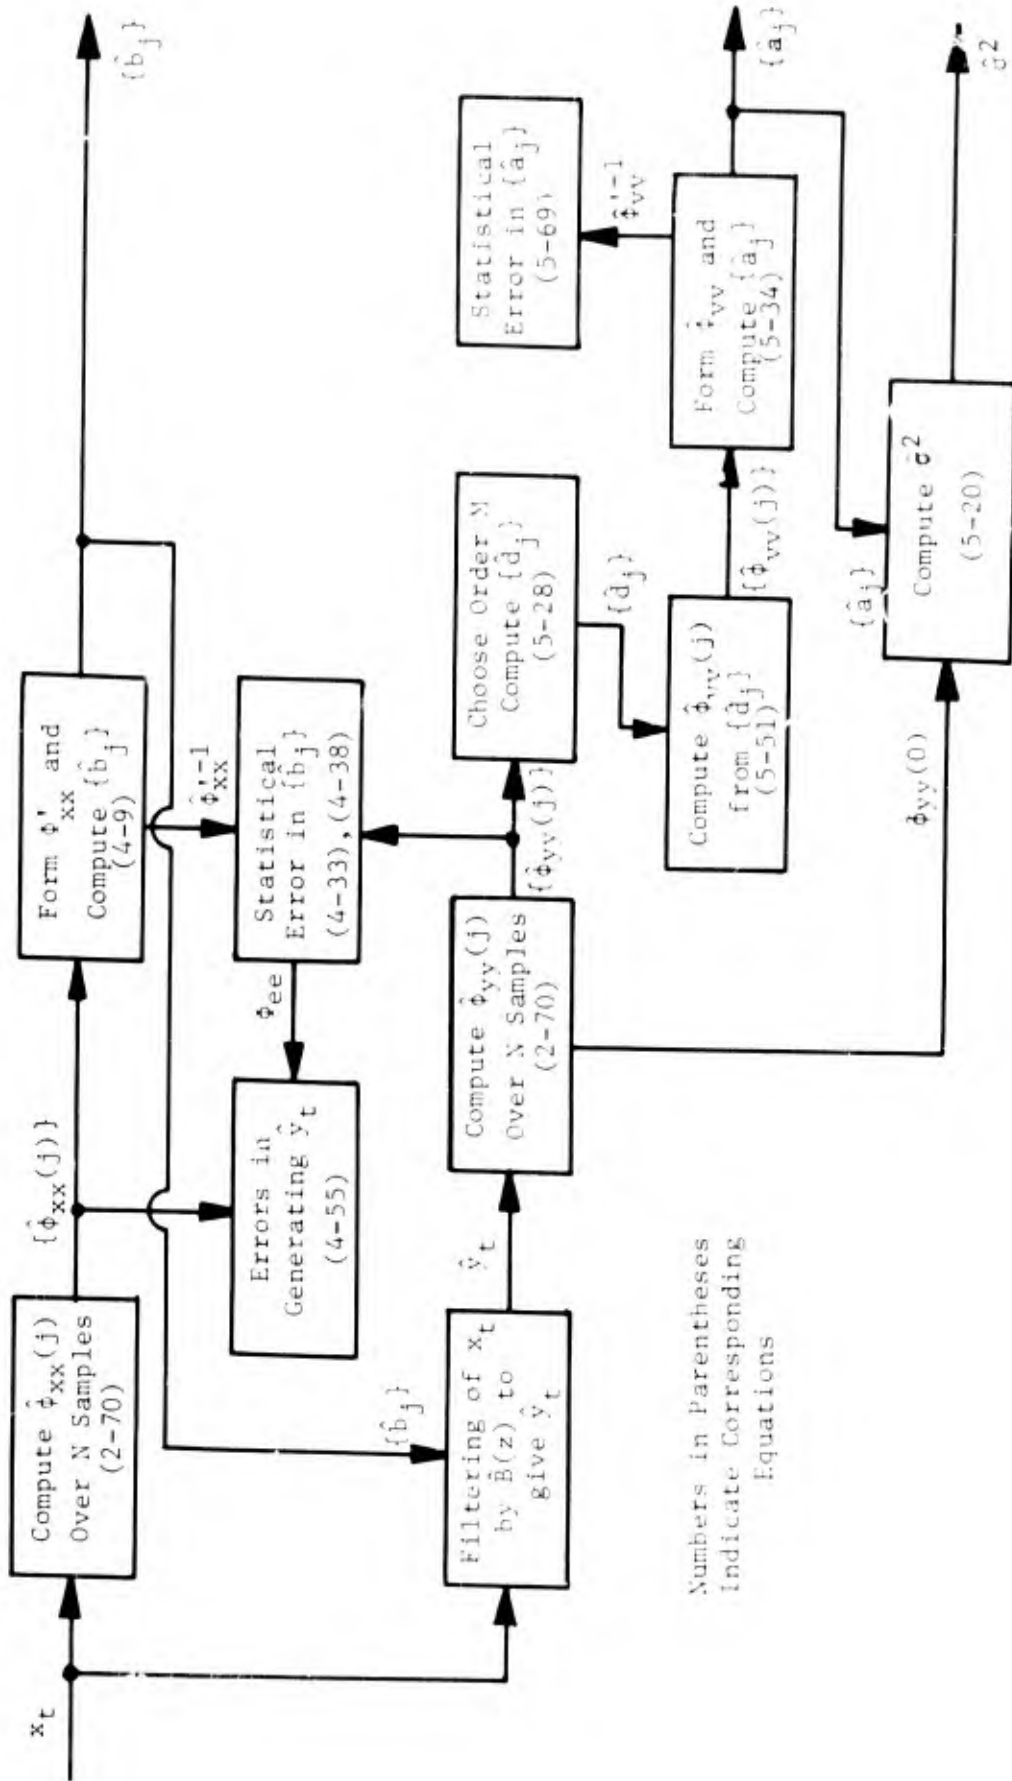 x_t
Compute φ̂_xx(j)
Over N Samples
(2-70)
{φ̂_xx(j)}
Form Φ'_xx and
Compute {b̂_j}
(4-9)
{b̂_j}
Φ̂'^-1_xx
Errors in
Generating ŷ_t
(4-55)
Φ_ee
Statistical
Error in {b̂_j}
(4-33),(4-38)
{b̂_j}
Filtering of x_t
by B̂(z) to
give ŷ_t
ŷ_t
Compute φ̂_yy(j)
Over N Samples
(2-70)
{φ̂_yy(j)}
Choose Order M
Compute {d̂_j}
(5-28)
{d̂_j}
Statistical
Error in {â_j}
(5-69)
Φ̂'^-1_vv
Compute φ̂_vv(j)
from {d̂_j}
(5-51)
{φ̂_vv(j)}
Form Φ̂_vv and
Compute {â_j}
(5-34)
{â_j}
{â_j}
φ̂_yy(0)
Compute σ̂^2
(5-20)
σ̂^2
Numbers in Parentheses
Indicate Corresponding
Equations